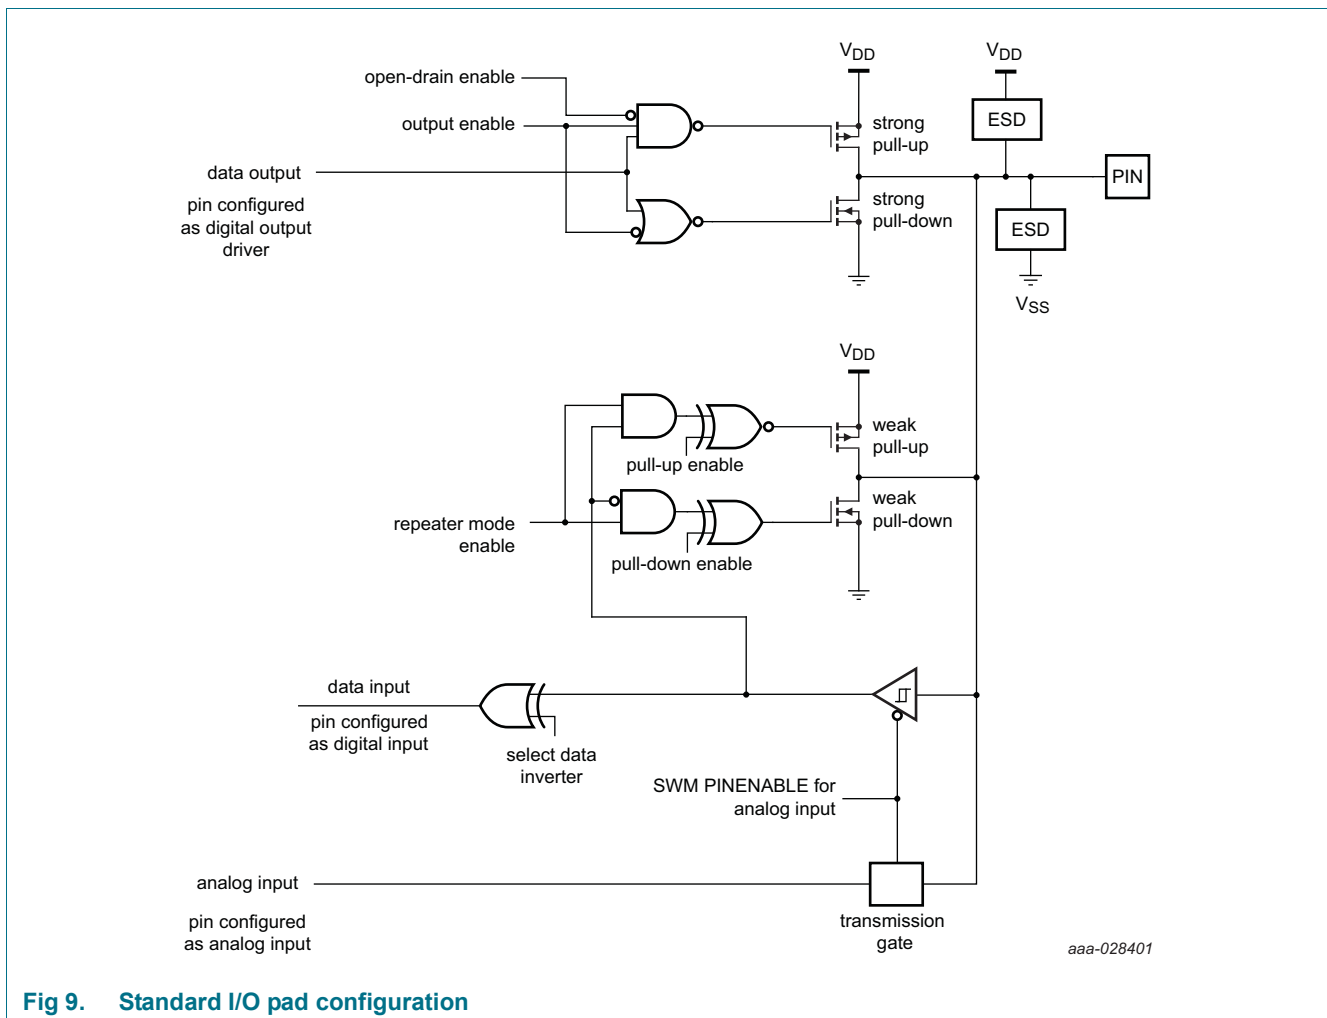 VDD
VDD
open-drain enable
output enable
strong
pull-up
ESD
data output
PIN
pin configured
as digital output
driver
strong
pull-down
ESD
VSS
VDD
weak
pull-up
pull-up enable
repeater mode
enable
weak
pull-down
pull-down enable
data input
pin configured
as digital input
select data
inverter
SWM PINENABLE for
analog input
analog input
pin configured
as analog input
transmission
gate
aaa-028401
Fig 9. Standard I/O pad configuration